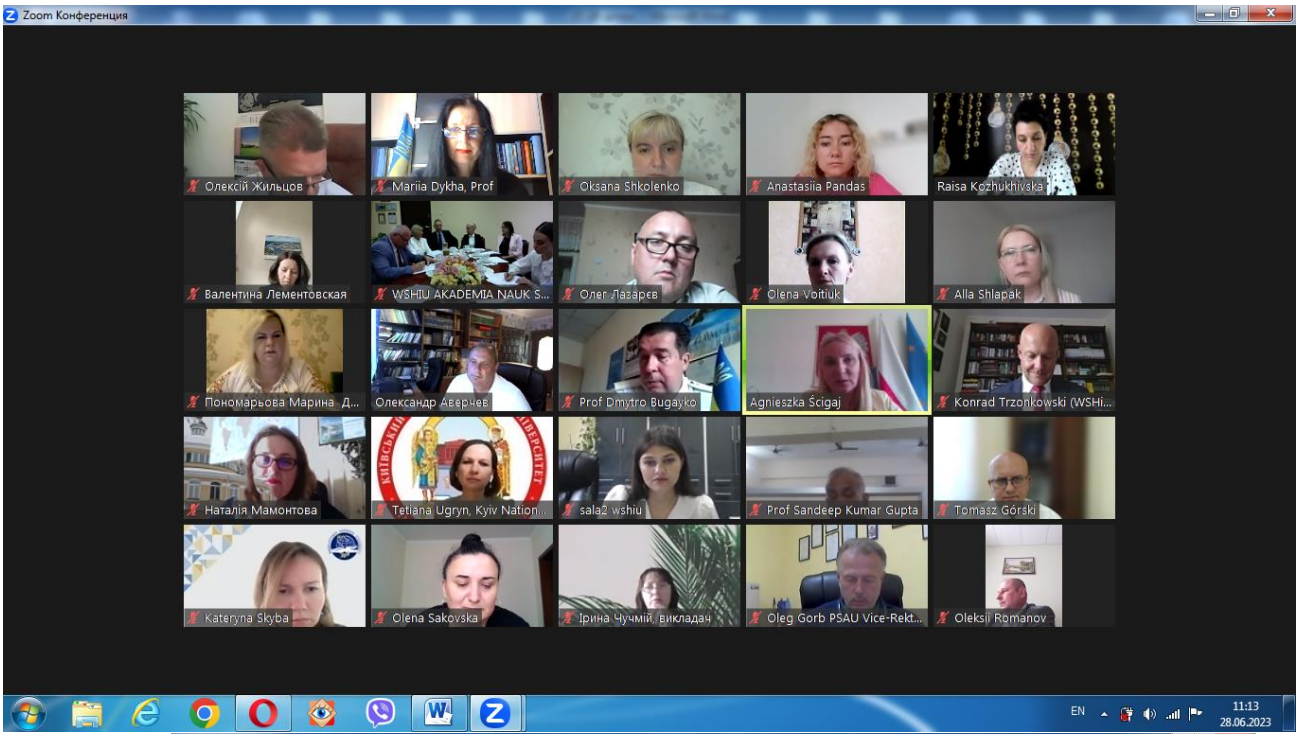 Zoom Конференция
Олексій Жильцов
Mariia Dykha, Prof
Oksana Shkolenko
Anastasiia Pandas
Raisa Kozhukhivska
Валентина Лементовская
WSHIU AKADEMIA NAUK S...
Олег Лазарєв
Olena Voitiuk
Alla Shlapak
Пономарьова Марина Д...
Олександр Аверчев
Prof Dmytro Bugayko
Agnieszka Ścigaj
Konrad Trzonkowski (WSHi...
КИЇВСЬКИЙ
УНІВЕРСИТЕТ
Наталія Мамонтова
Tetiana Ugryn, Kyiv Nation...
sala2 wshiu
Prof Sandeep Kumar Gupta
Tomasz Górski
Kateryna Skyba
Olena Sakovska
Ірина Чучмій, викладач
Oleg Gorb PSAU Vice-Rekt...
Oleksii Romanov
EN
11:13
28.06.2023